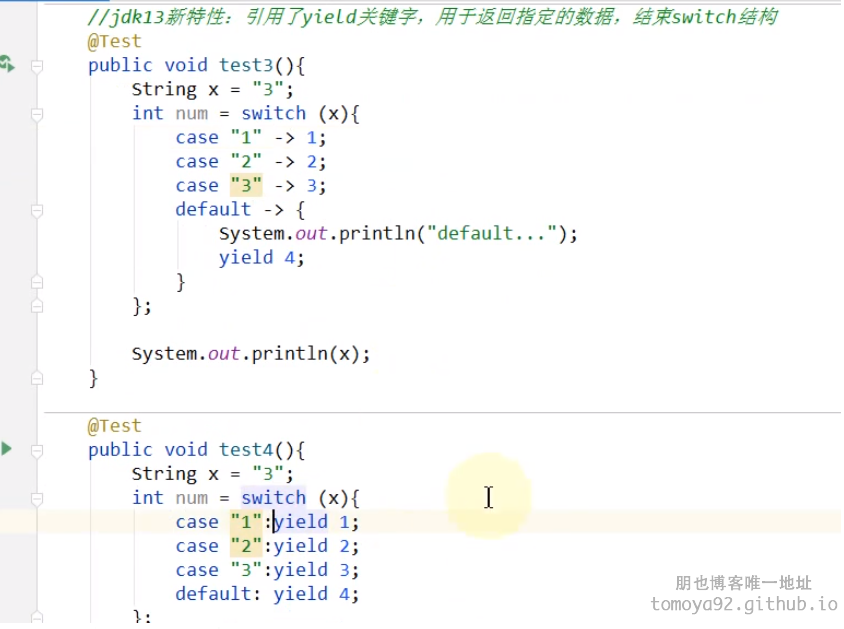 //jdk13新特性：引用了yield关键字，用于返回指定的数据，结束switch结构
@Test
public void test3(){
String x = "3";
int num = switch (x){
case "1" -> 1;
case "2" -> 2;
case "3" -> 3;
default -> {
System.out.println("default...");
yield 4;
}
};
System.out.println(x);
}
@Test
public void test4(){
String x = "3";
int num = switch (x){
case "1":yield 1;
case "2":yield 2;
case "3":yield 3;
default: yield 4;
};
朋也博客唯一地址
tomoya92.github.io